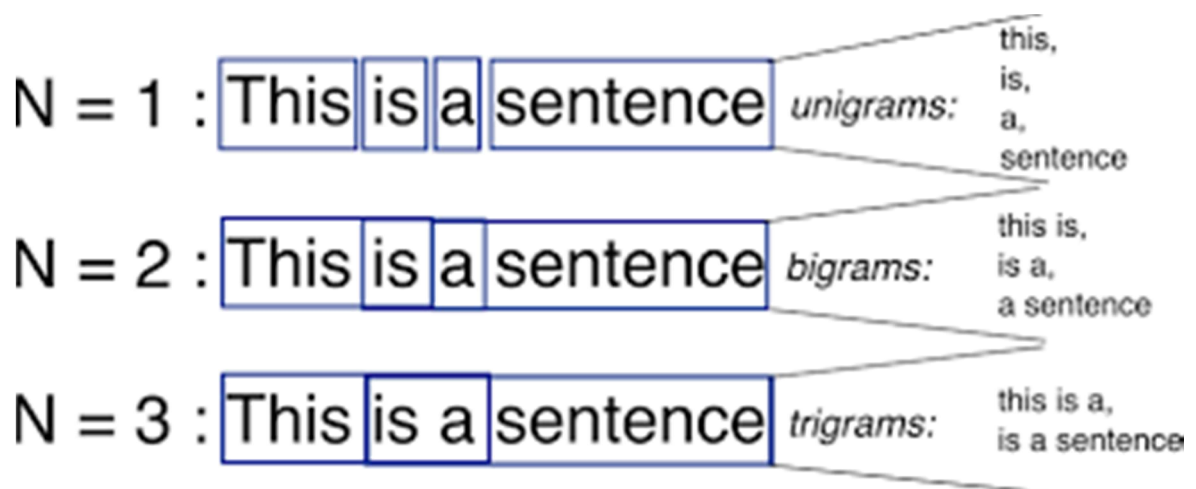 this,
N = 1 : This is a sentence unigrams: is,
a,
sentence
this is,
N = 2 : This is a sentence bigrams: is a,
a sentence
N = 3 : This is a sentence trigrams: this is a,
is a sentence